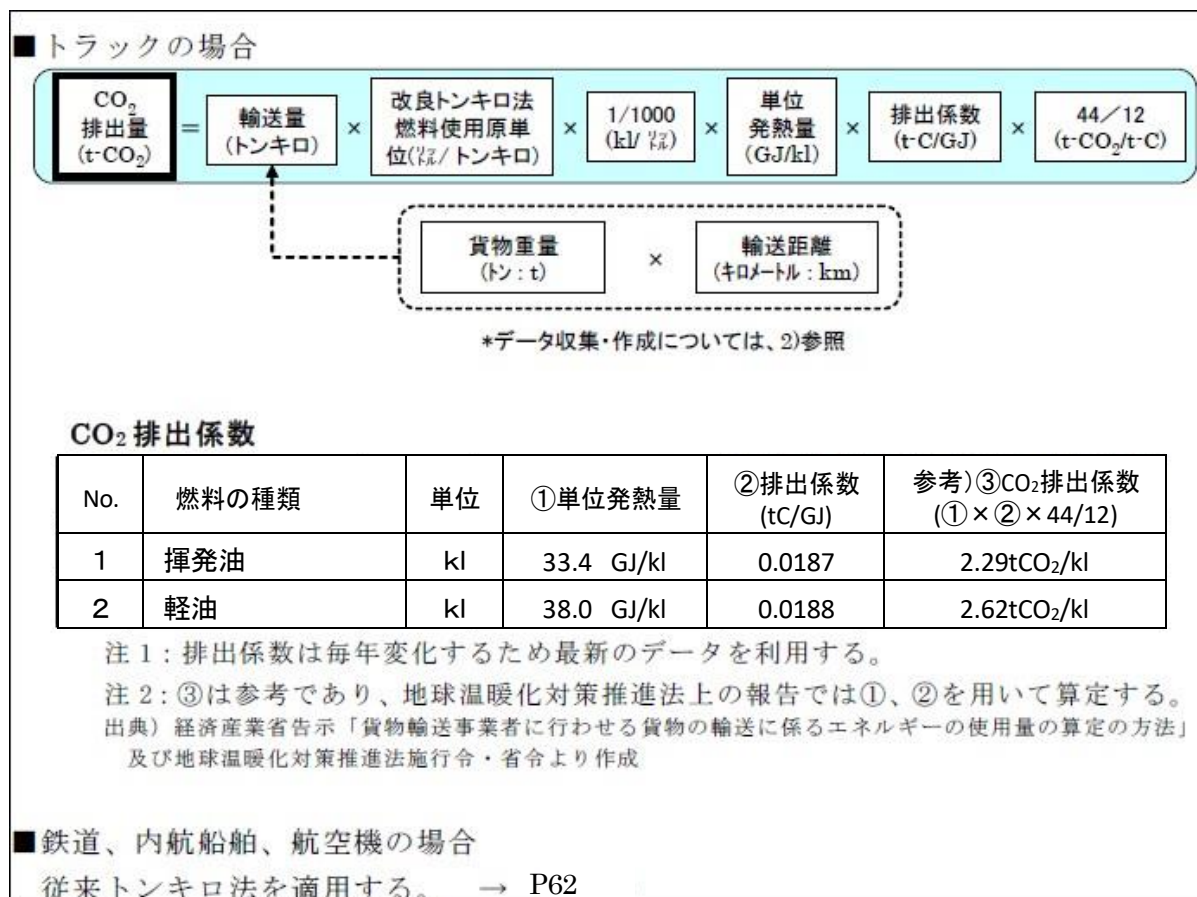 ■トラックの場合
CO₂
排出量
(t-CO₂)
=
輸送量
(トンキロ)
×
改良トンキロ法
燃料使用原単
位(㍑/トンキロ)
×
1/1000
(kl/㍑)
×
単位
発熱量
(GJ/kl)
×
排出係数
(t-C/GJ)
×
44/12
(t-CO₂/t-C)
貨物重量
(トン:t)
×
輸送距離
(キロメートル:km)
*データ収集・作成については、2)参照
CO₂排出係数
No. 燃料の種類 単位 ①単位発熱量 ②排出係数 (tC/GJ) 参考)③CO₂排出係数 (①×②×44/12)
1 揮発油 kl 33.4 GJ/kl 0.0187 2.29tCO₂/kl
2 軽油 kl 38.0 GJ/kl 0.0188 2.62tCO₂/kl
注1:排出係数は毎年変化するため最新のデータを利用する。
注2:③は参考であり、地球温暖化対策推進法上の報告では①、②を用いて算定する。
出典)経済産業省告示「貨物輸送事業者に行わせる貨物の輸送に係るエネルギーの使用量の算定の方法」
及び地球温暖化対策推進法施行令・省令より作成
■鉄道、内航船舶、航空機の場合
従来トンキロ法を適用する。 → P62